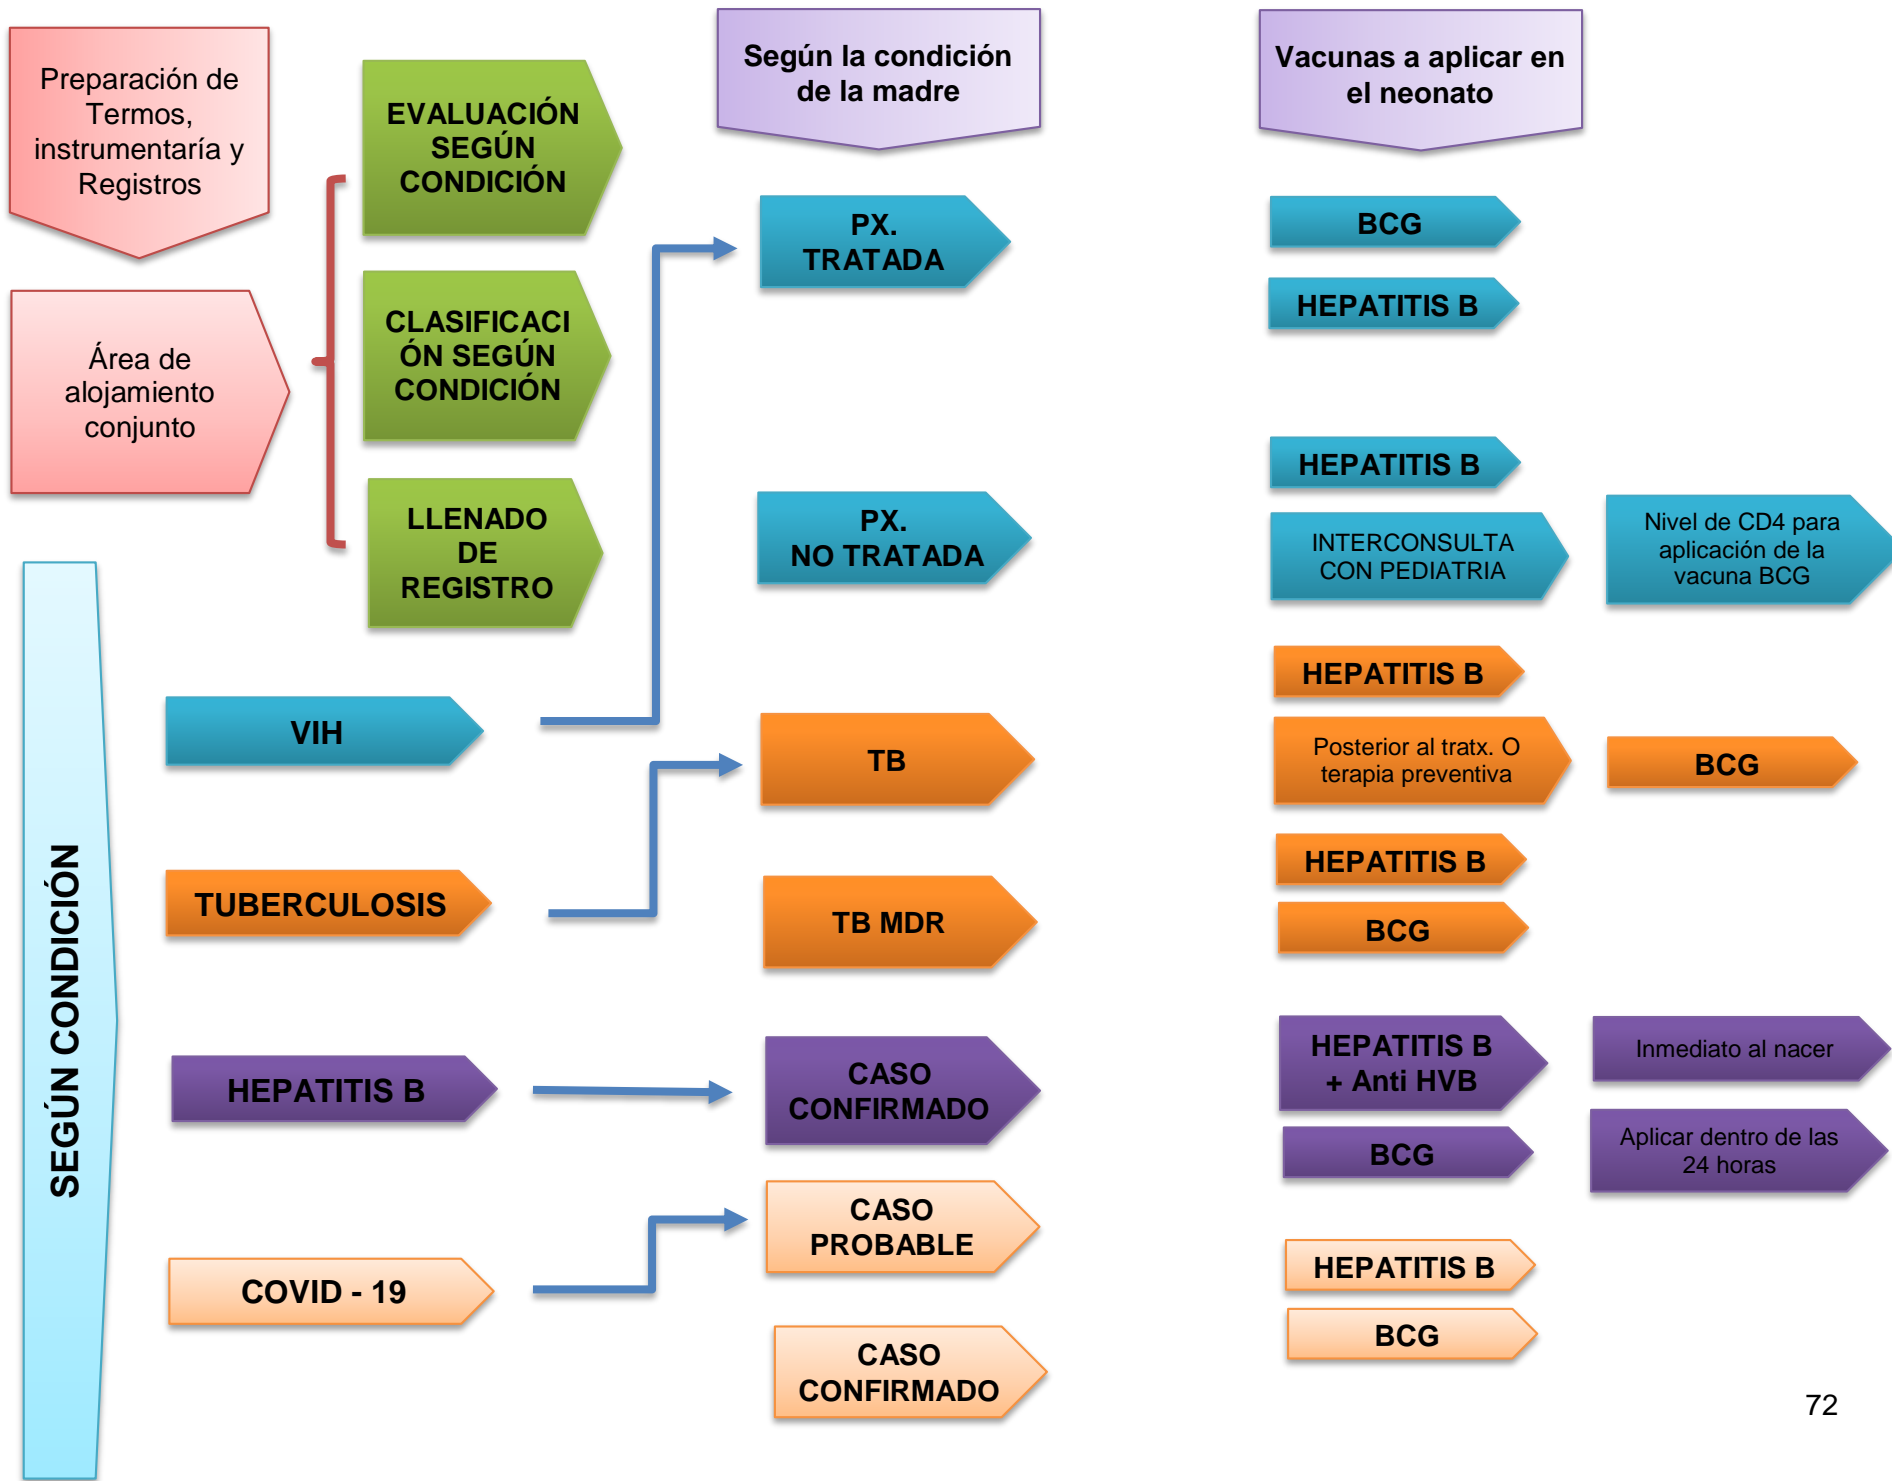 Preparación de
Termos,
instrumentaría y
Registros
Área de
alojamiento
conjunto
EVALUACIÓN
SEGÚN
CONDICIÓN
CLASIFICACI
ÓN SEGÚN
CONDICIÓN
LLENADO
DE
REGISTRO
Según la condición
de la madre
Vacunas a aplicar en
el neonato
SEGÚN CONDICIÓN
VIH
PX.
TRATADA
BCG
HEPATITIS B
PX.
NO TRATADA
HEPATITIS B
INTERCONSULTA
CON PEDIATRIA
Nivel de CD4 para
aplicación de la
vacuna BCG
TUBERCULOSIS
TB
HEPATITIS B
Posterior al tratx. O
terapia preventiva
BCG
TB MDR
HEPATITIS B
BCG
HEPATITIS B
CASO
CONFIRMADO
HEPATITIS B
+ Anti HVB
Inmediato al nacer
BCG
Aplicar dentro de las
24 horas
COVID - 19
CASO
PROBABLE
CASO
CONFIRMADO
HEPATITIS B
BCG
72